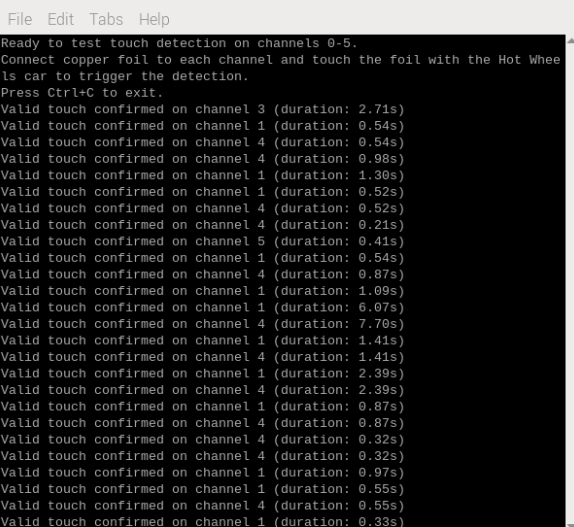 File Edit Tabs Help
Ready to test touch detection on channels 0-5.
Connect copper foil to each channel and touch the foil with the Hot Whee
ls car to trigger the detection.
Press Ctrl+C to exit.
Valid touch confirmed on channel 3 (duration: 2.71s)
Valid touch confirmed on channel 1 (duration: 0.54s)
Valid touch confirmed on channel 4 (duration: 0.54s)
Valid touch confirmed on channel 4 (duration: 0.98s)
Valid touch confirmed on channel 1 (duration: 1.30s)
Valid touch confirmed on channel 1 (duration: 0.52s)
Valid touch confirmed on channel 4 (duration: 0.52s)
Valid touch confirmed on channel 4 (duration: 0.21s)
Valid touch confirmed on channel 5 (duration: 0.41s)
Valid touch confirmed on channel 1 (duration: 0.54s)
Valid touch confirmed on channel 4 (duration: 0.87s)
Valid touch confirmed on channel 1 (duration: 1.09s)
Valid touch confirmed on channel 1 (duration: 6.07s)
Valid touch confirmed on channel 4 (duration: 7.70s)
Valid touch confirmed on channel 1 (duration: 1.41s)
Valid touch confirmed on channel 4 (duration: 1.41s)
Valid touch confirmed on channel 1 (duration: 2.39s)
Valid touch confirmed on channel 4 (duration: 2.39s)
Valid touch confirmed on channel 1 (duration: 0.87s)
Valid touch confirmed on channel 4 (duration: 0.87s)
Valid touch confirmed on channel 4 (duration: 0.32s)
Valid touch confirmed on channel 4 (duration: 0.32s)
Valid touch confirmed on channel 1 (duration: 0.97s)
Valid touch confirmed on channel 1 (duration: 0.55s)
Valid touch confirmed on channel 4 (duration: 0.55s)
Valid touch confirmed on channel 1 (duration: 0.33s)